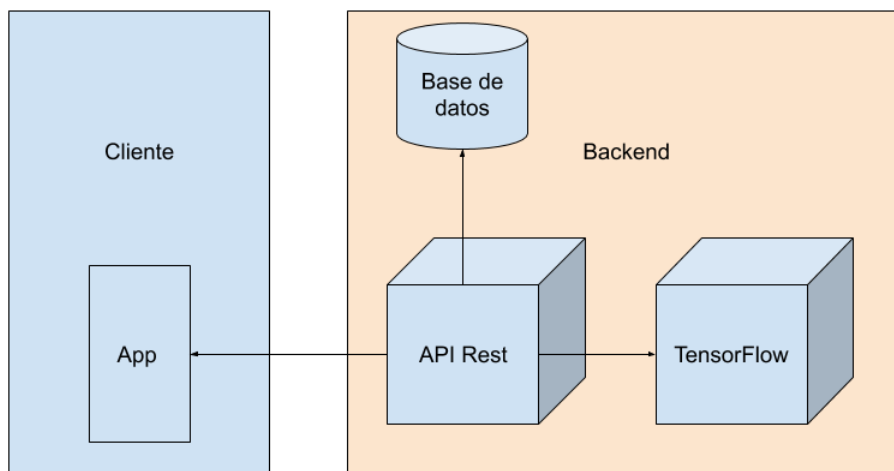 Base de
datos
Cliente
Backend
App
API Rest
TensorFlow